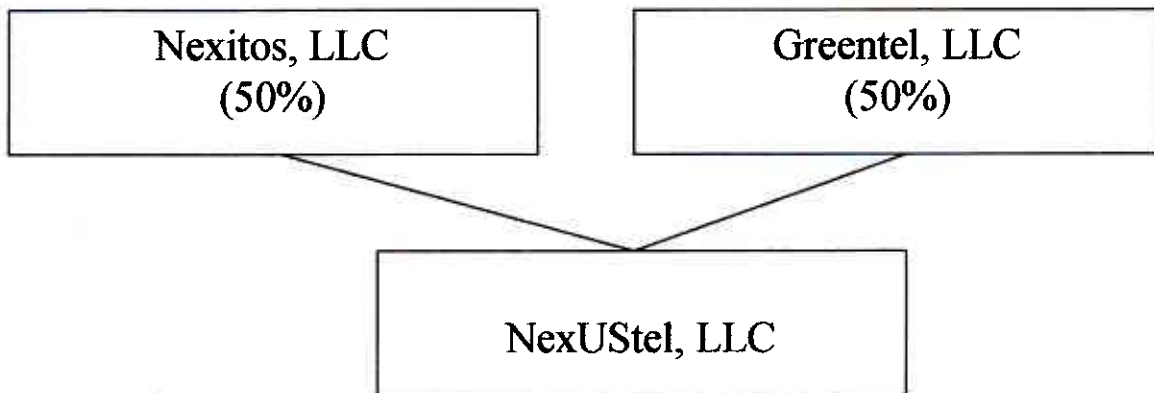 Nexitos, LLC
(50%)
Greentel, LLC
(50%)
NexUStel, LLC